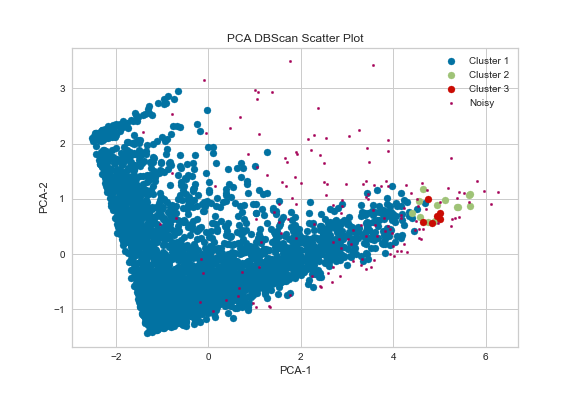 PCA DBScan Scatter Plot
Cluster 1
Cluster 2
Cluster 3
Noisy
3
2
1
0
−1
PCA-2
−2
0
2
4
6
PCA-1